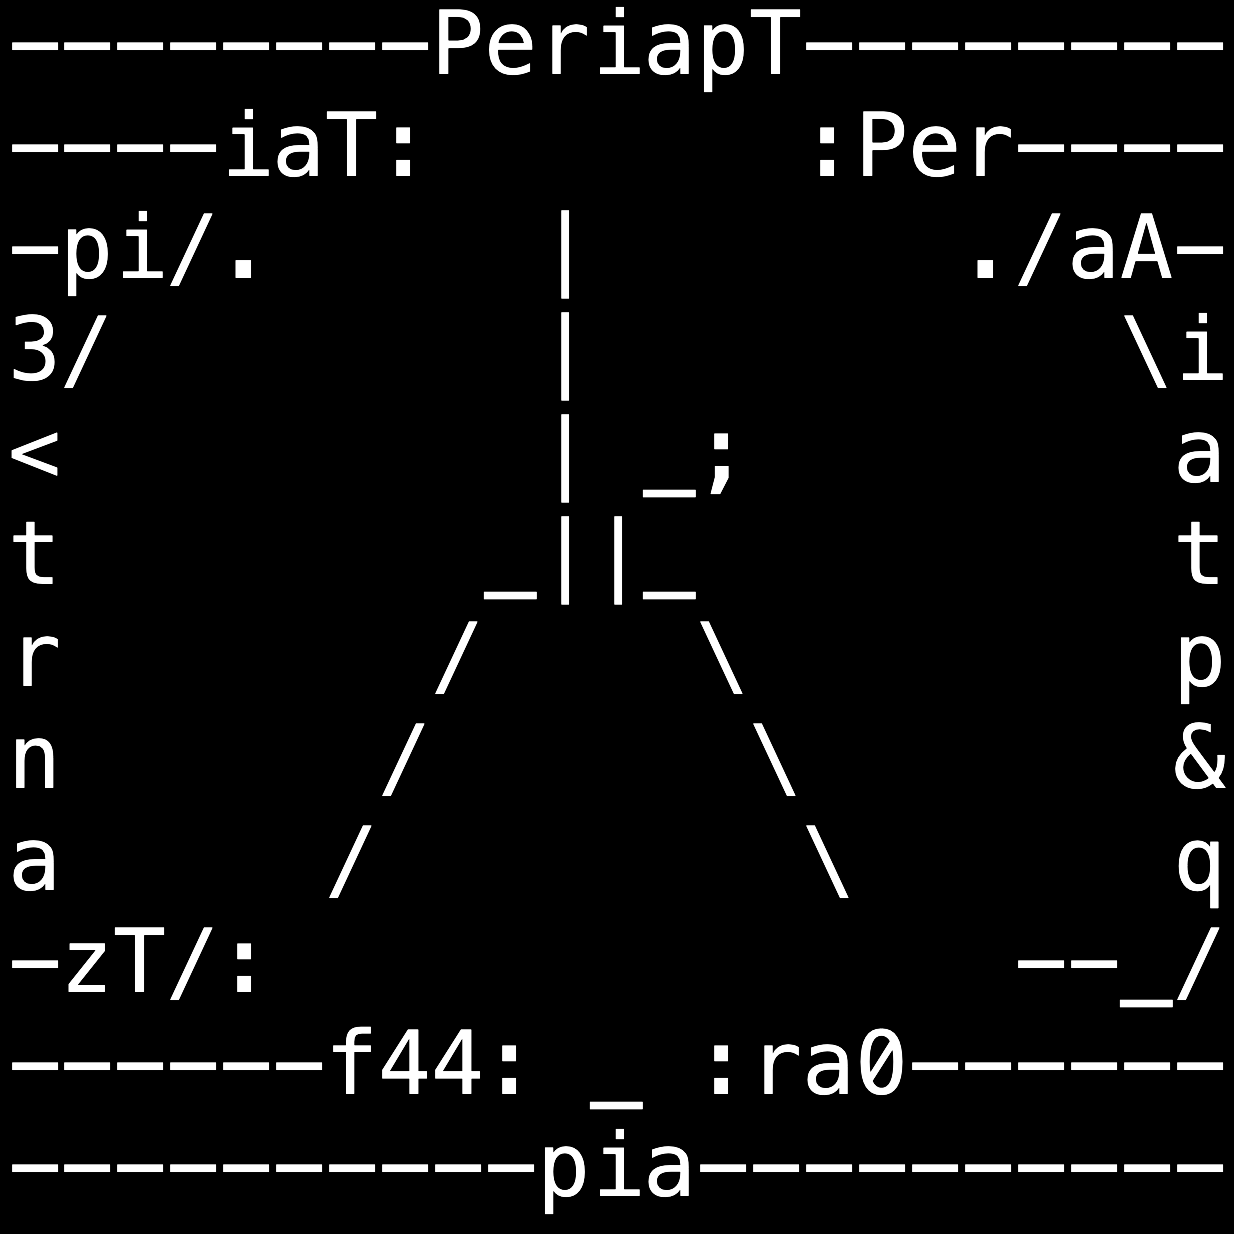 --------PeriapT--------
----iaT:       :Per----
-pi/.     |       ./aA-
3/        |          \i
<         | _;        a
t        _||_         t
r       /    \        p
n      /      \       &
a     /        \      q
-zT/:              --_/
------f44: _ :ra0------
----------pia----------